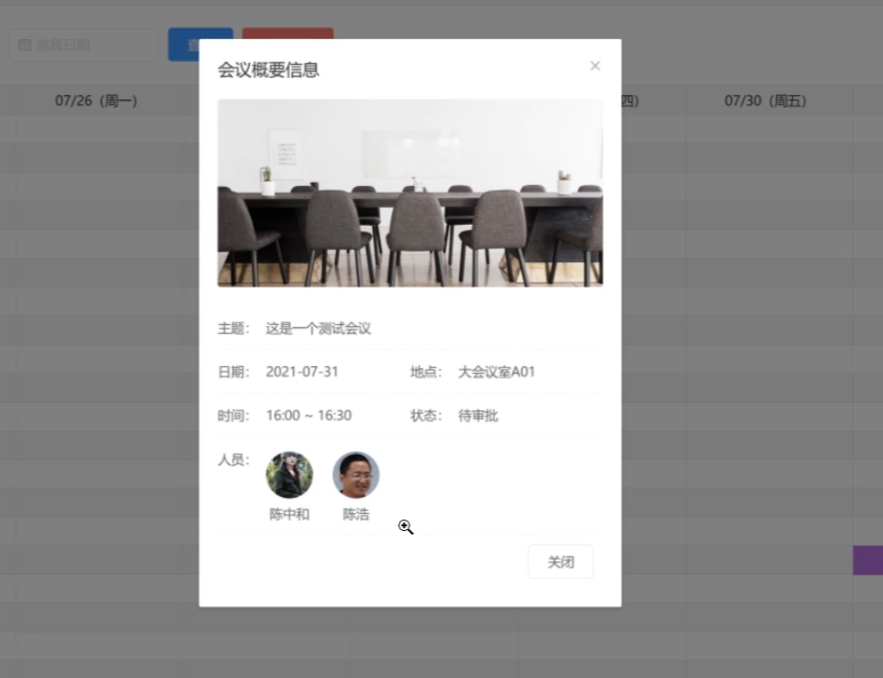 选择日期
查
会议概要信息
07/26 (周一)
四)
07/30 (周五)
主题： 这是一个测试会议
日期： 2021-07-31 地点： 大会议室A01
时间： 16:00 ~ 16:30 状态： 待审批
人员：
陈中和 陈浩
关闭